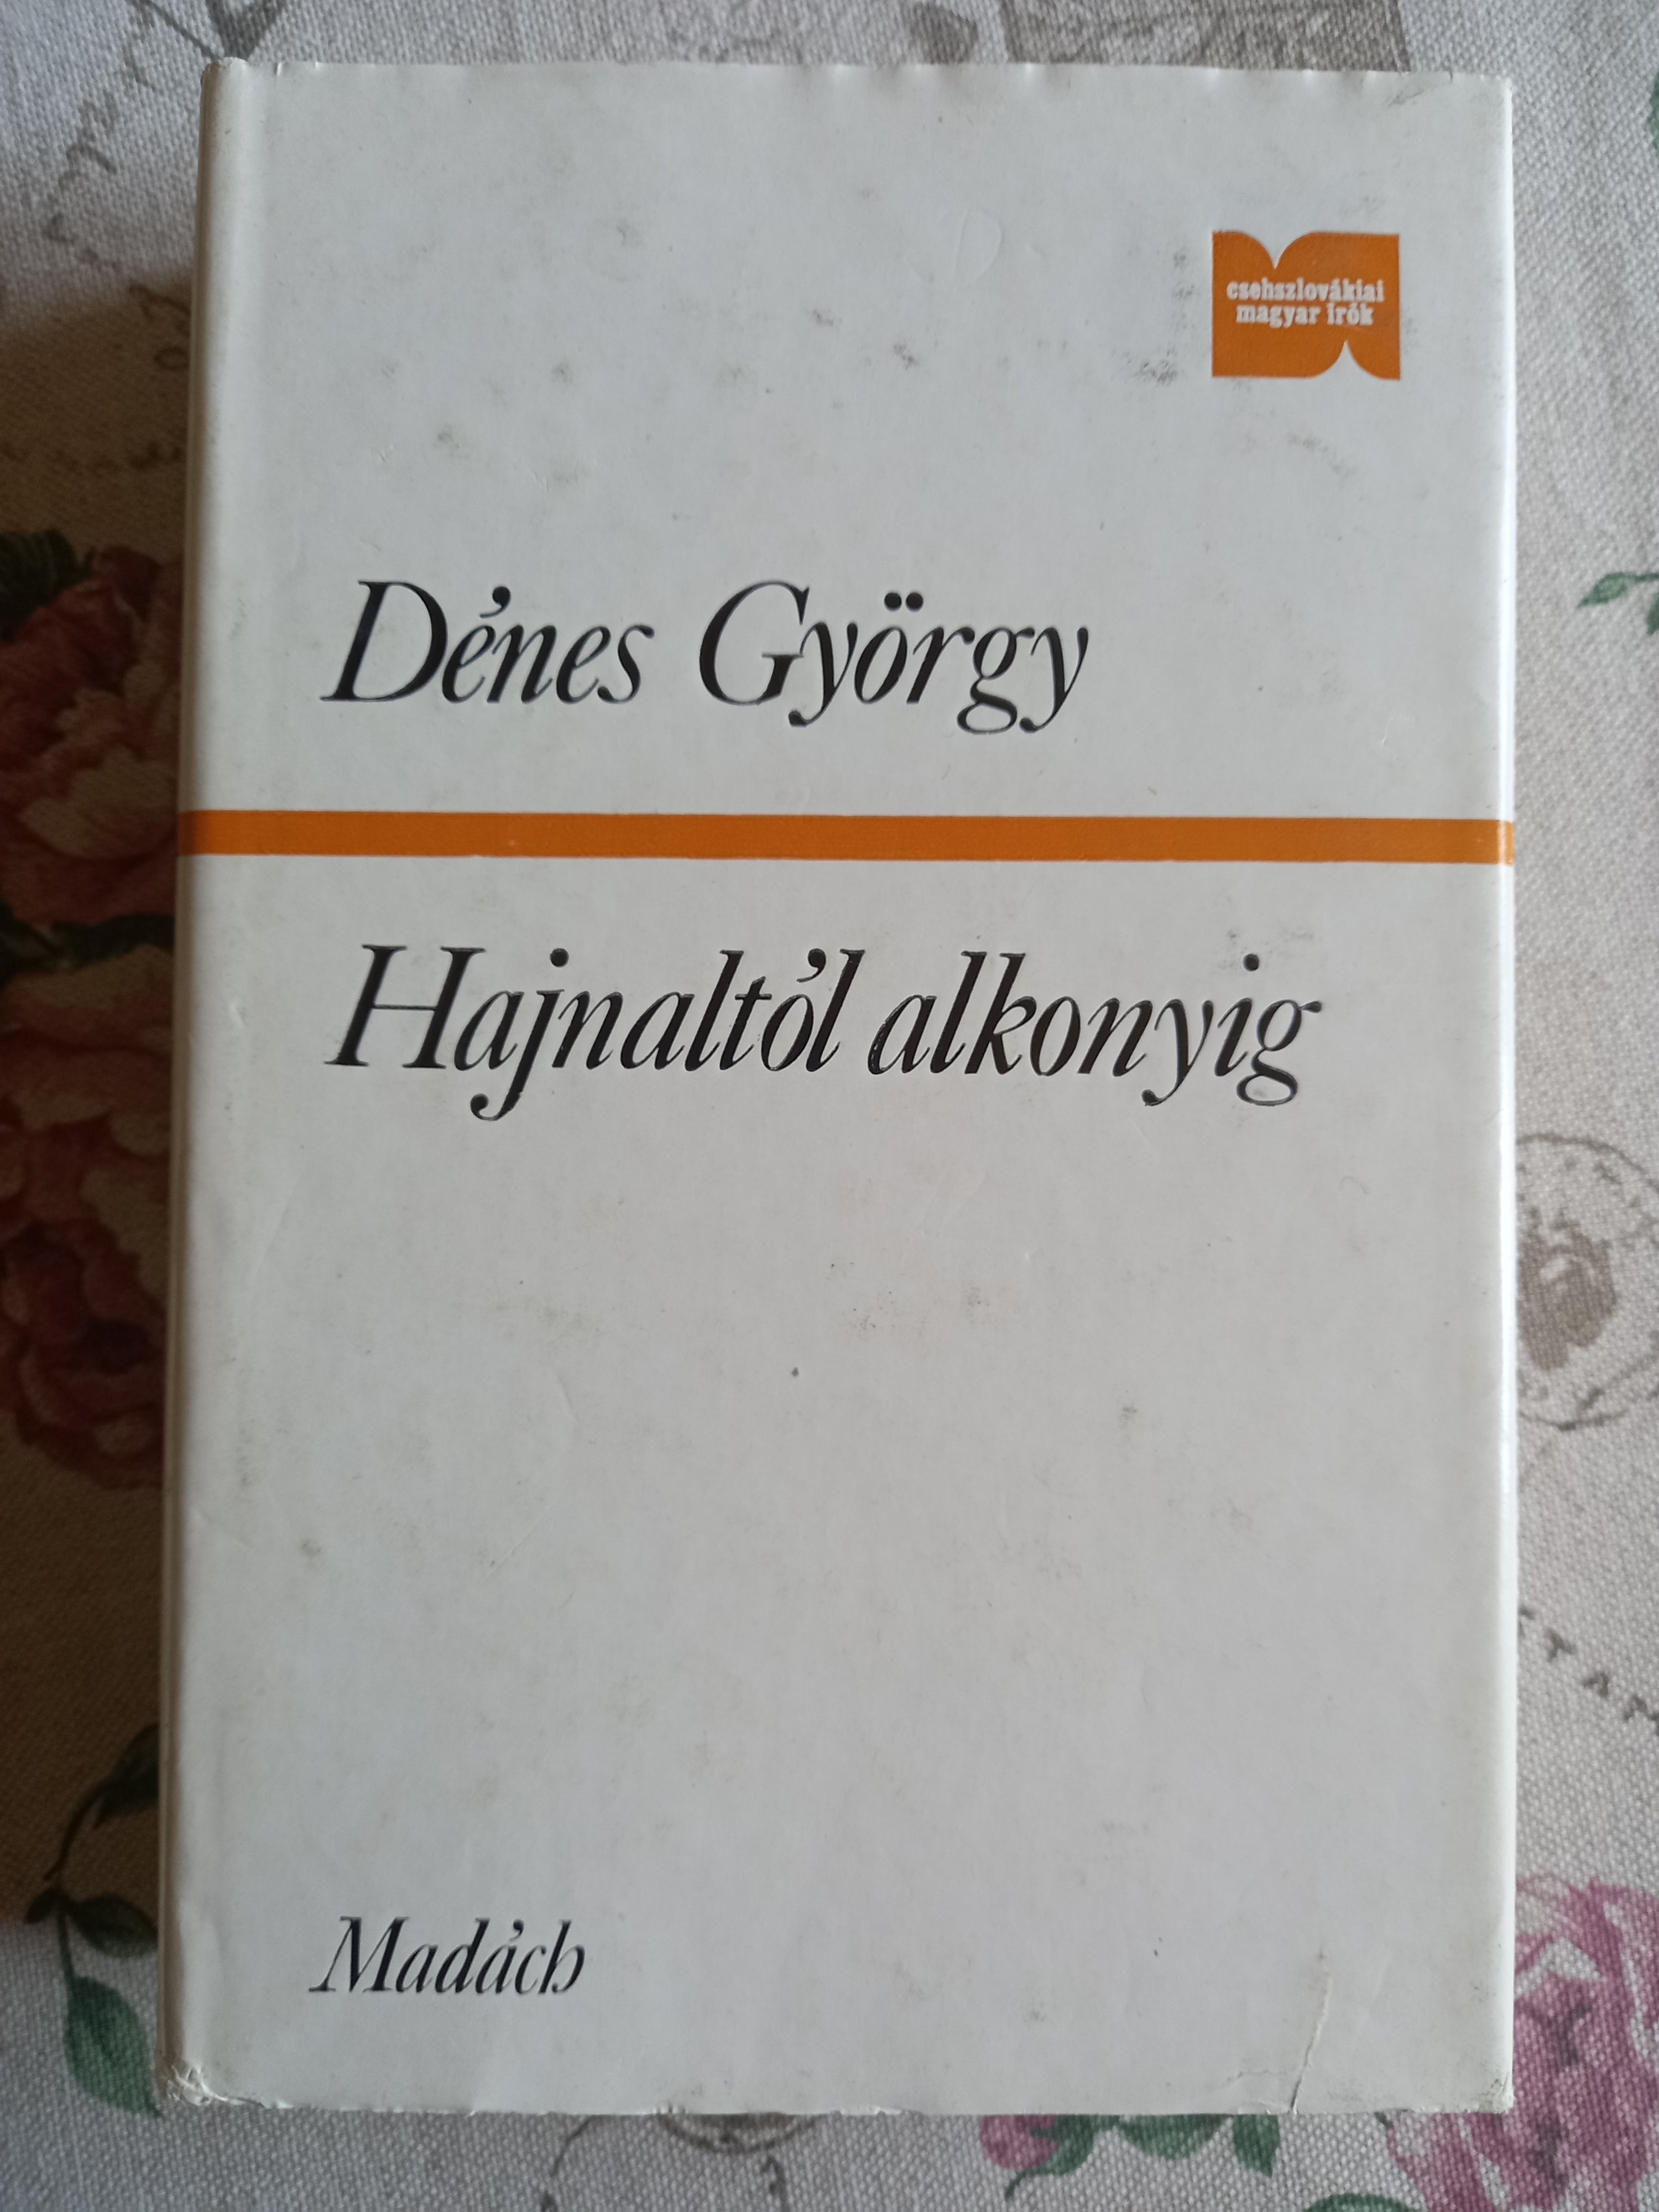 csehszlovákiai
magyar írók
Dénes György
Hajnaltól alkonyig
Madách